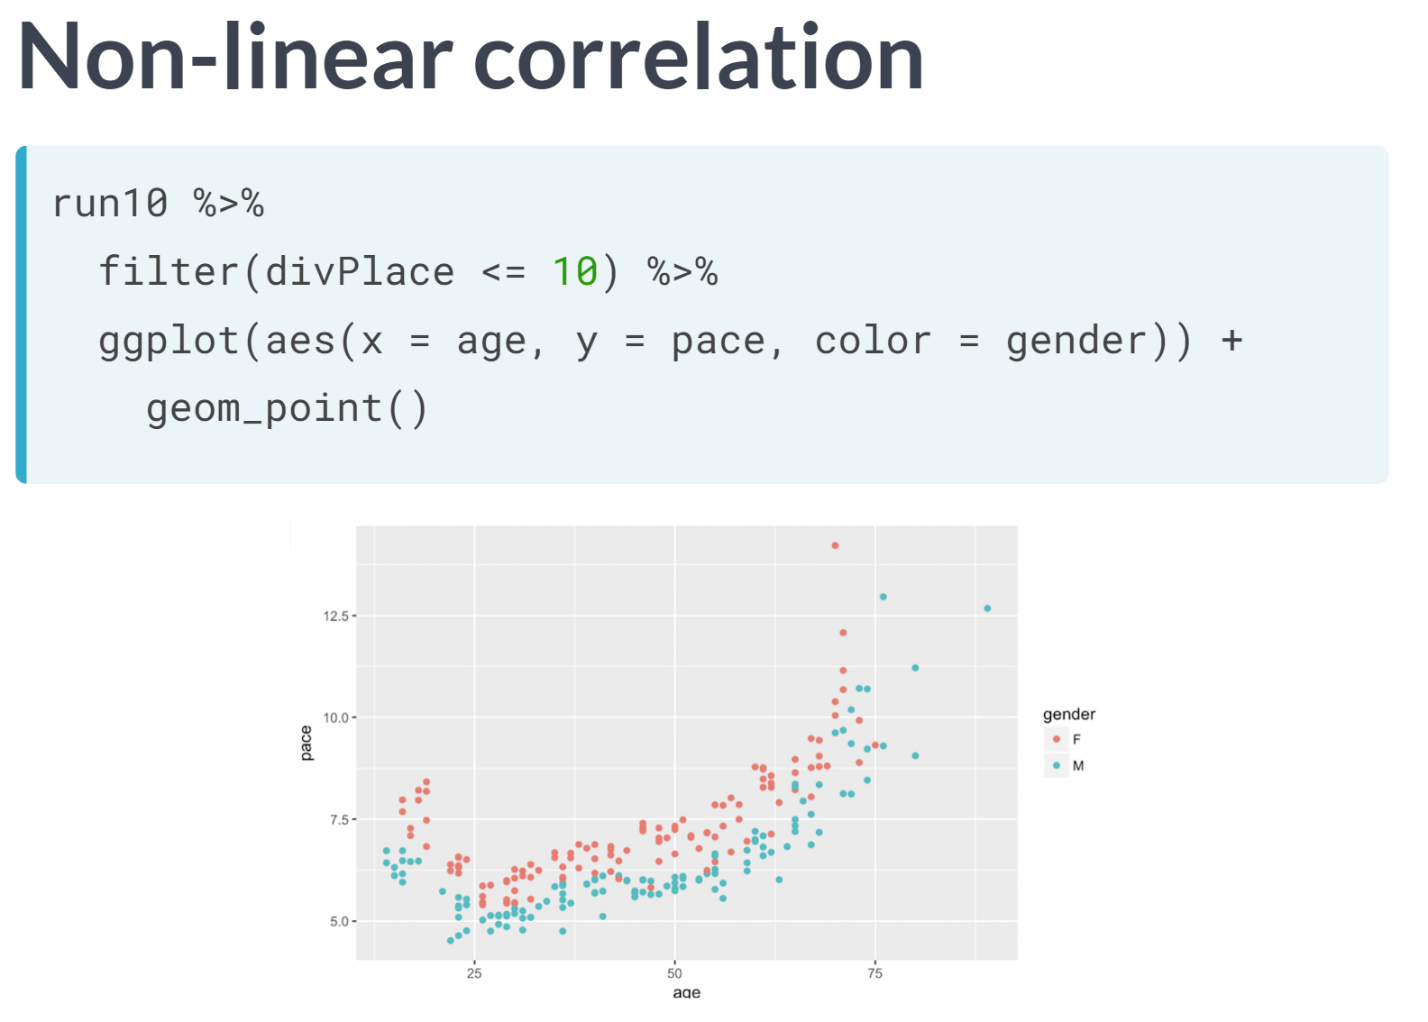 Non-linear correlation
run10 %>%
filter(divPlace <= 10) %>%
ggplot(aes(x = age, y = pace, color = gender)) +
geom_point()
12.5
10.0
7.5
5.0
pace
25 50 75
age
gender
F
M